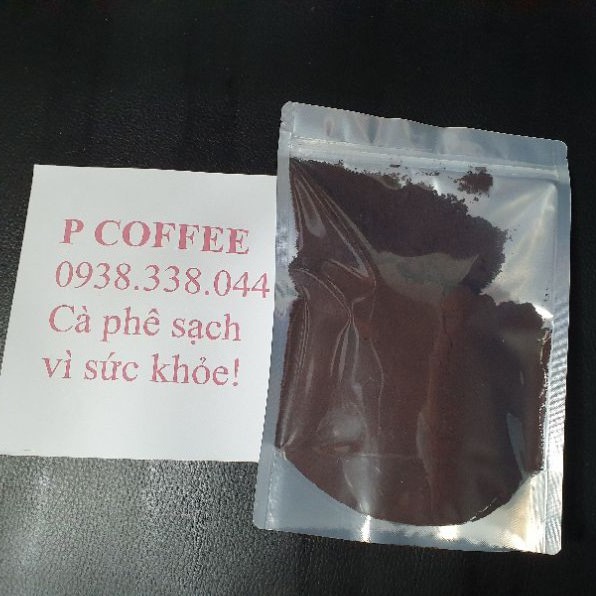 P COFFEE
0938.338.044
Cà phê sạch
vì sức khỏe!